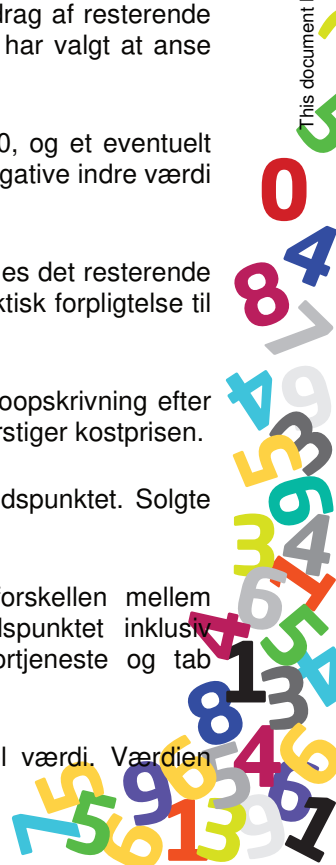 drag af resterende
har valgt at anse
0, og et eventuelt
gative indre værdi
es det resterende
ktisk forpligtelse til
oopskrivning efter
rstiger kostprisen.
dspunktet. Solgte
forskellen mellem
dspunktet inklusiv
ortjeneste og tab
l værdi. Værdien
This document